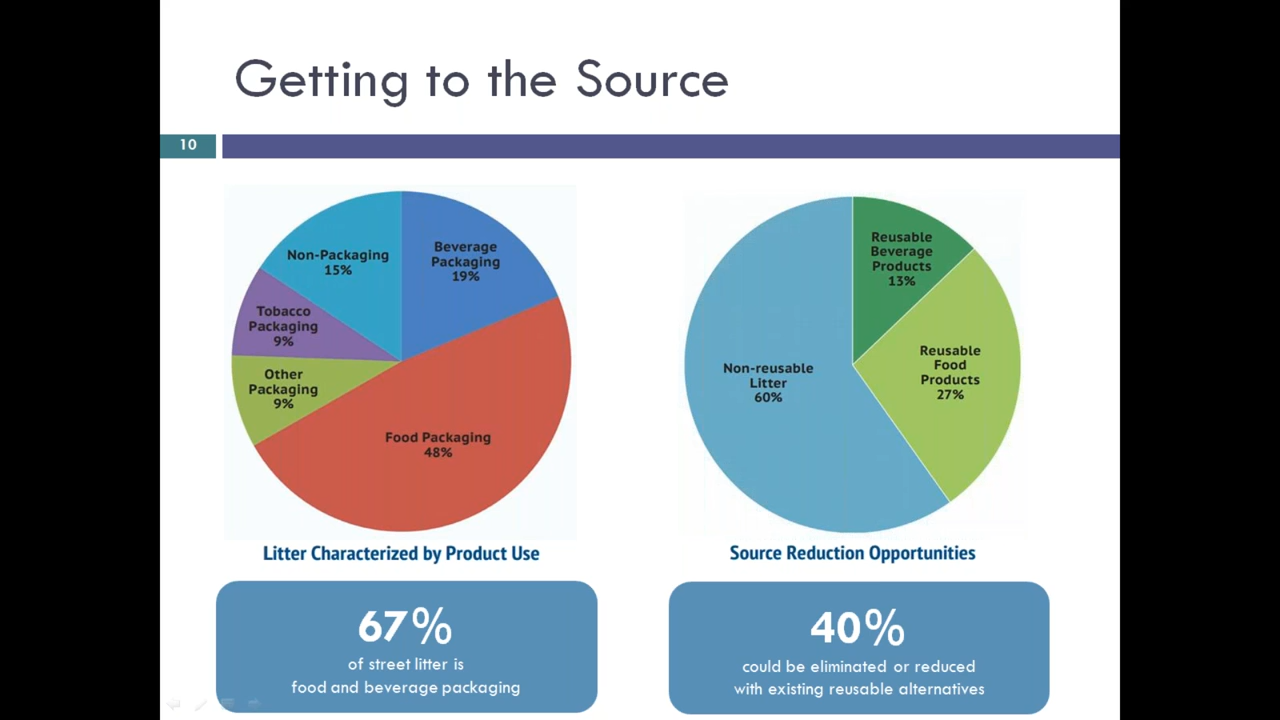 Getting to the Source
10
Non-Packaging
15%
Beverage
Packaging
19%
Tobacco
Packaging
9%
Other
Packaging
9%
Food Packaging
48%
Litter Characterized by Product Use
67%
of street litter is
food and beverage packaging
Reusable
Beverage
Products
13%
Reusable
Food
Products
27%
Non-reusable
Litter
60%
Source Reduction Opportunities
40%
could be eliminated or reduced
with existing reusable alternatives